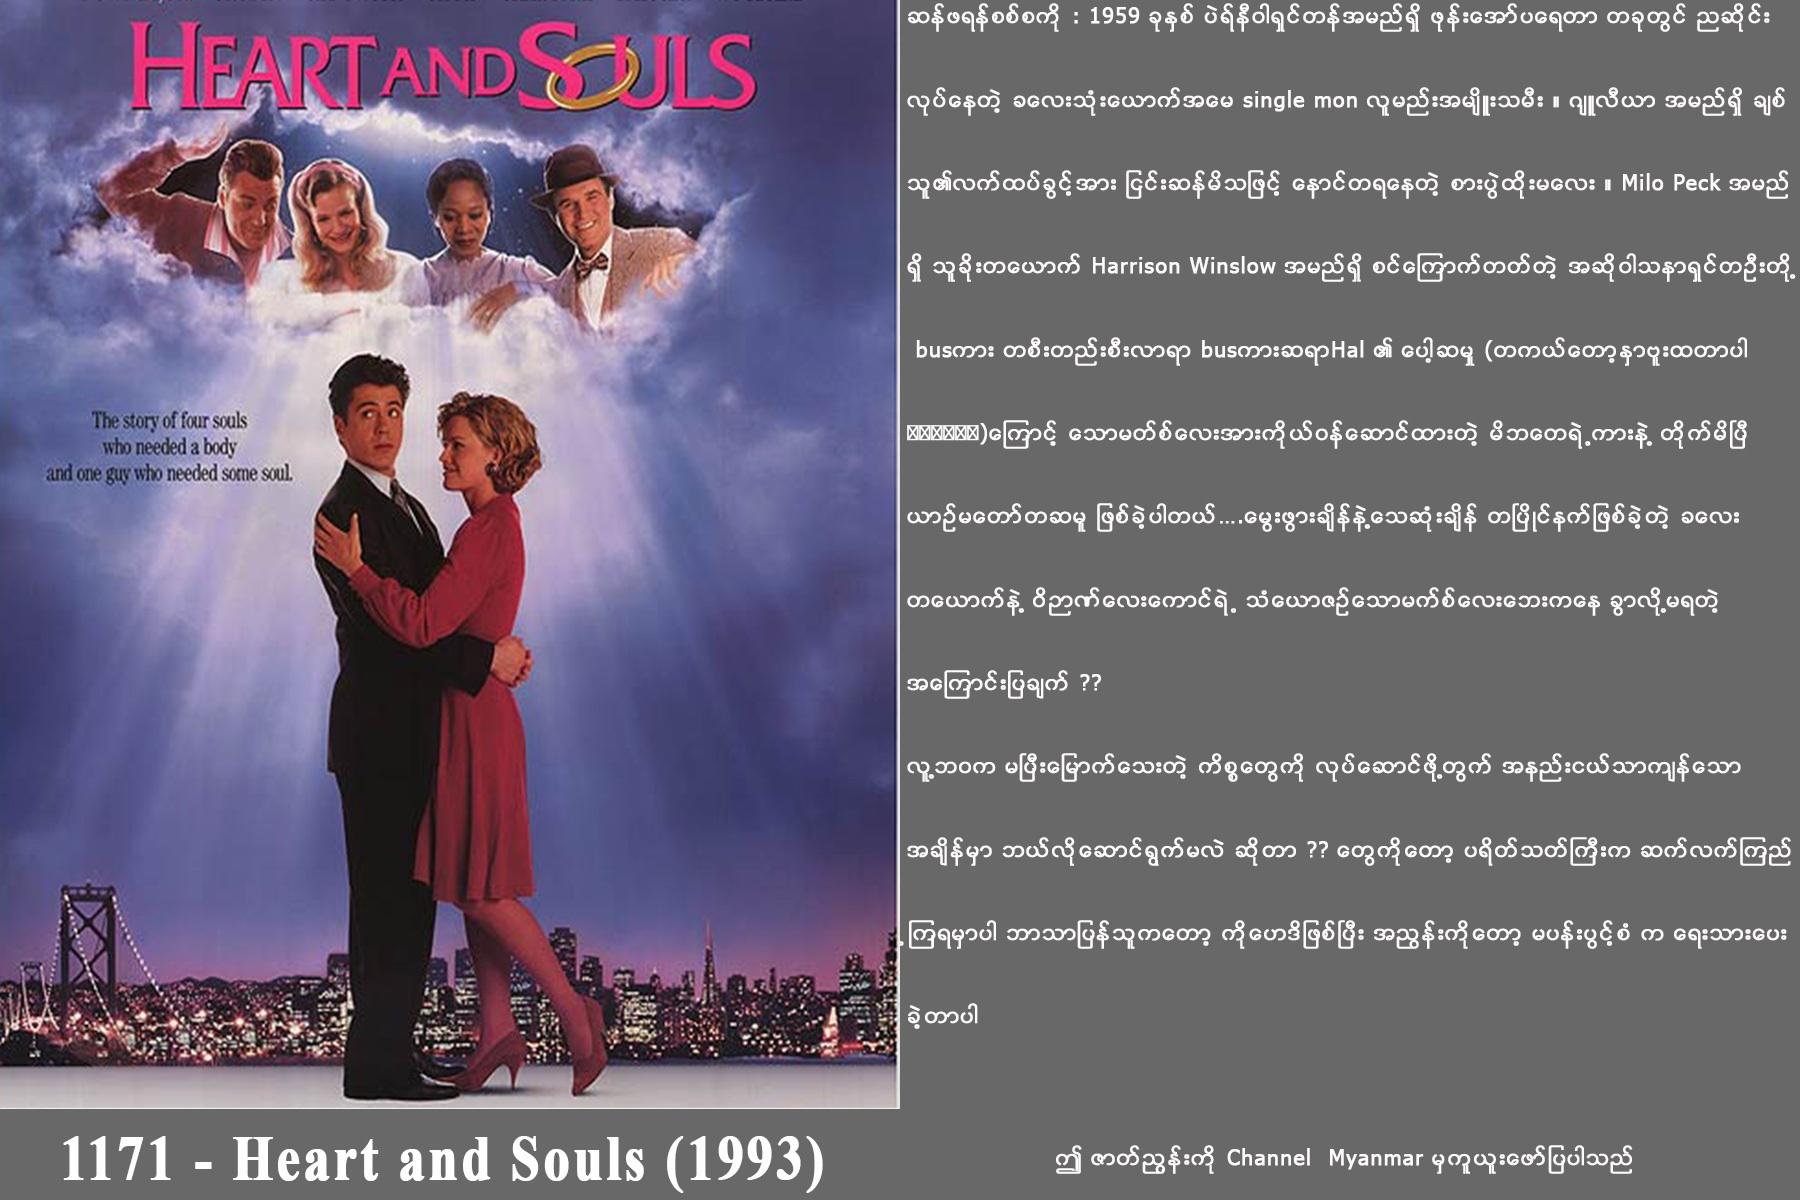 HEART AND SOULS
The story of four souls
who needed a body
and one guy who needed some soul.
ဆန်ဖရန်စစ်စကို : 1959 ခုနှစ် ပဲရ်နီဝါရှင်တန်အမည်ရှိ ဖုန်းအော်ပရေတာ တခုတွင် ညဆိုင်း
လုပ်နေတဲ့ ခလေးသုံးယောက်အမေ single mon လူမည်းအမျိူးသမီး ။ ဂျူလီယာ အမည်ရှိ ချစ်
သူ၏လက်ထပ်ခွင့်အား ငြင်းဆန်မိသဖြင့် နောင်တရနေတဲ့ စားပွဲထိုးမလေး ။ Milo Peck အမည်
ရှိ သူခိုးတယောက် Harrison Winslow အမည်ရှိ စင်ကြောက်တတ်တဲ့ အဆိုဝါသနာရှင်တဦးတို့
busကား တစီးတည်းစီးလာရာ busကားဆရာHal ၏ ပေါ့ဆမှု (တကယ်တော့နှာဗူးထတာပါ
)ကြောင့် သောမတ်စ်လေးအားကိုယ်ဝန်ဆောင်ထားတဲ့ မိဘတေရဲ့ကားနဲ့ တိုက်မိပြီ
ယာဉ်မတော်တဆမူ ဖြစ်ခဲ့ပါတယ်....မွေးဖွားချိန်နဲ့သေဆုံးချိန် တပြိုင်နက်ဖြစ်ခဲ့တဲ့ ခလေး
တယောက်နဲ့ ဝိဉာဏ်လေးကောင်ရဲ့ သံယောဇဉ်သောမက်စ်လေးဘေးကနေ ခွာလို့မရတဲ့
အကြောင်းပြချက် ??
လူ့ဘဝက မပြီးမြောက်သေးတဲ့ ကိစ္စတွေကို လုပ်ဆောင်ဖို့တွက် အနည်းငယ်သာကျန်သော
အချိန်မှာ ဘယ်လိုဆောင်ရွက်မလဲ ဆိုတာ ?? တွေကိုတော့ ပရိတ်သတ်ကြီးက ဆက်လက်ကြည်
့ကြရမှာပါ ဘာသာပြန်သူကတော့ ကိုဟေဒိဖြစ်ပြီး အညွှန်းကိုတော့ မပန်းပွင့်စံ က ရေးသားပေး
ခဲ့တာပါ
1171 - Heart and Souls (1993)
ဤ ဇာတ်ညွှန်းကို Channel Myanmar မှကူယူးဖော်ပြပါသည်